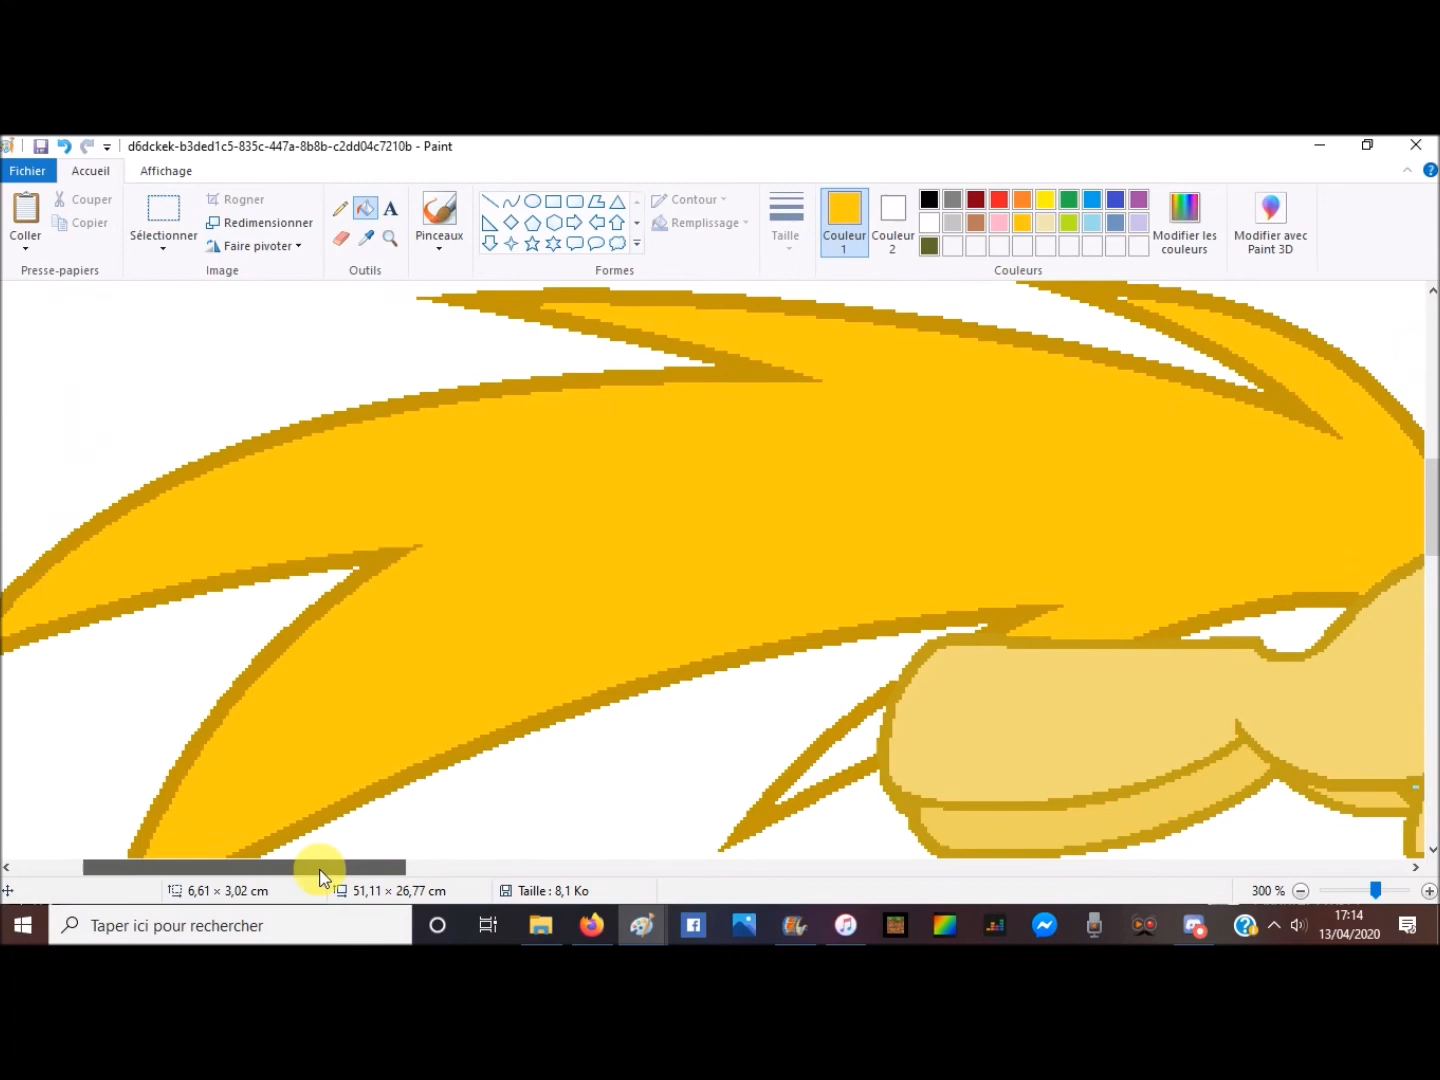 d6dckek-b3ded1c5-835c-447a-8b8b-c2dd04c7210b - Paint
Fichier Accueil Affichage
Coller
Couper
Copier
Presse-papiers
Sélectionner
Rogner
Redimensionner
Faire pivoter
Image
A
Outils
Pinceaux
Contour
Remplissage
Formes
Taille
Couleur 1
Couleur 2
Couleurs
Modifier les couleurs
Modifier avec Paint 3D
6,61 × 3,02 cm
51,11 × 26,77 cm
Taille : 8,1 Ko
300 %
Taper ici pour rechercher
17:14
13/04/2020